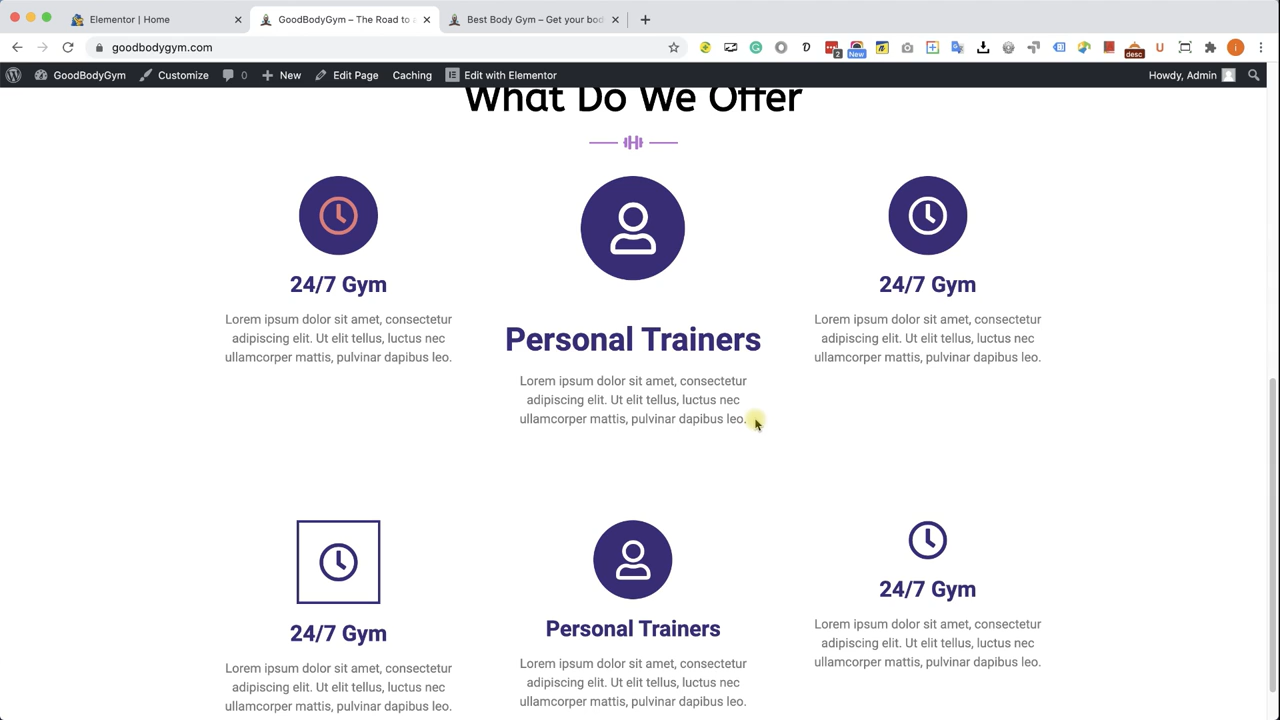 Elementor | Home
GoodBodyGym – The Road to a
Best Body Gym – Get your bod
goodbodygym.com
2
New
desc
GoodBodyGym
Customize
0
New
Edit Page
Caching
Edit with Elementor
Howdy, Admin
What Do We Offer
24/7 Gym
Lorem ipsum dolor sit amet, consectetur
adipiscing elit. Ut elit tellus, luctus nec
ullamcorper mattis, pulvinar dapibus leo.
Personal Trainers
Lorem ipsum dolor sit amet, consectetur
adipiscing elit. Ut elit tellus, luctus nec
ullamcorper mattis, pulvinar dapibus leo.
24/7 Gym
Lorem ipsum dolor sit amet, consectetur
adipiscing elit. Ut elit tellus, luctus nec
ullamcorper mattis, pulvinar dapibus leo.
24/7 Gym
Lorem ipsum dolor sit amet, consectetur
adipiscing elit. Ut elit tellus, luctus nec
ullamcorper mattis, pulvinar dapibus leo.
Personal Trainers
Lorem ipsum dolor sit amet, consectetur
adipiscing elit. Ut elit tellus, luctus nec
ullamcorper mattis, pulvinar dapibus leo.
24/7 Gym
Lorem ipsum dolor sit amet, consectetur
adipiscing elit. Ut elit tellus, luctus nec
ullamcorper mattis, pulvinar dapibus leo.